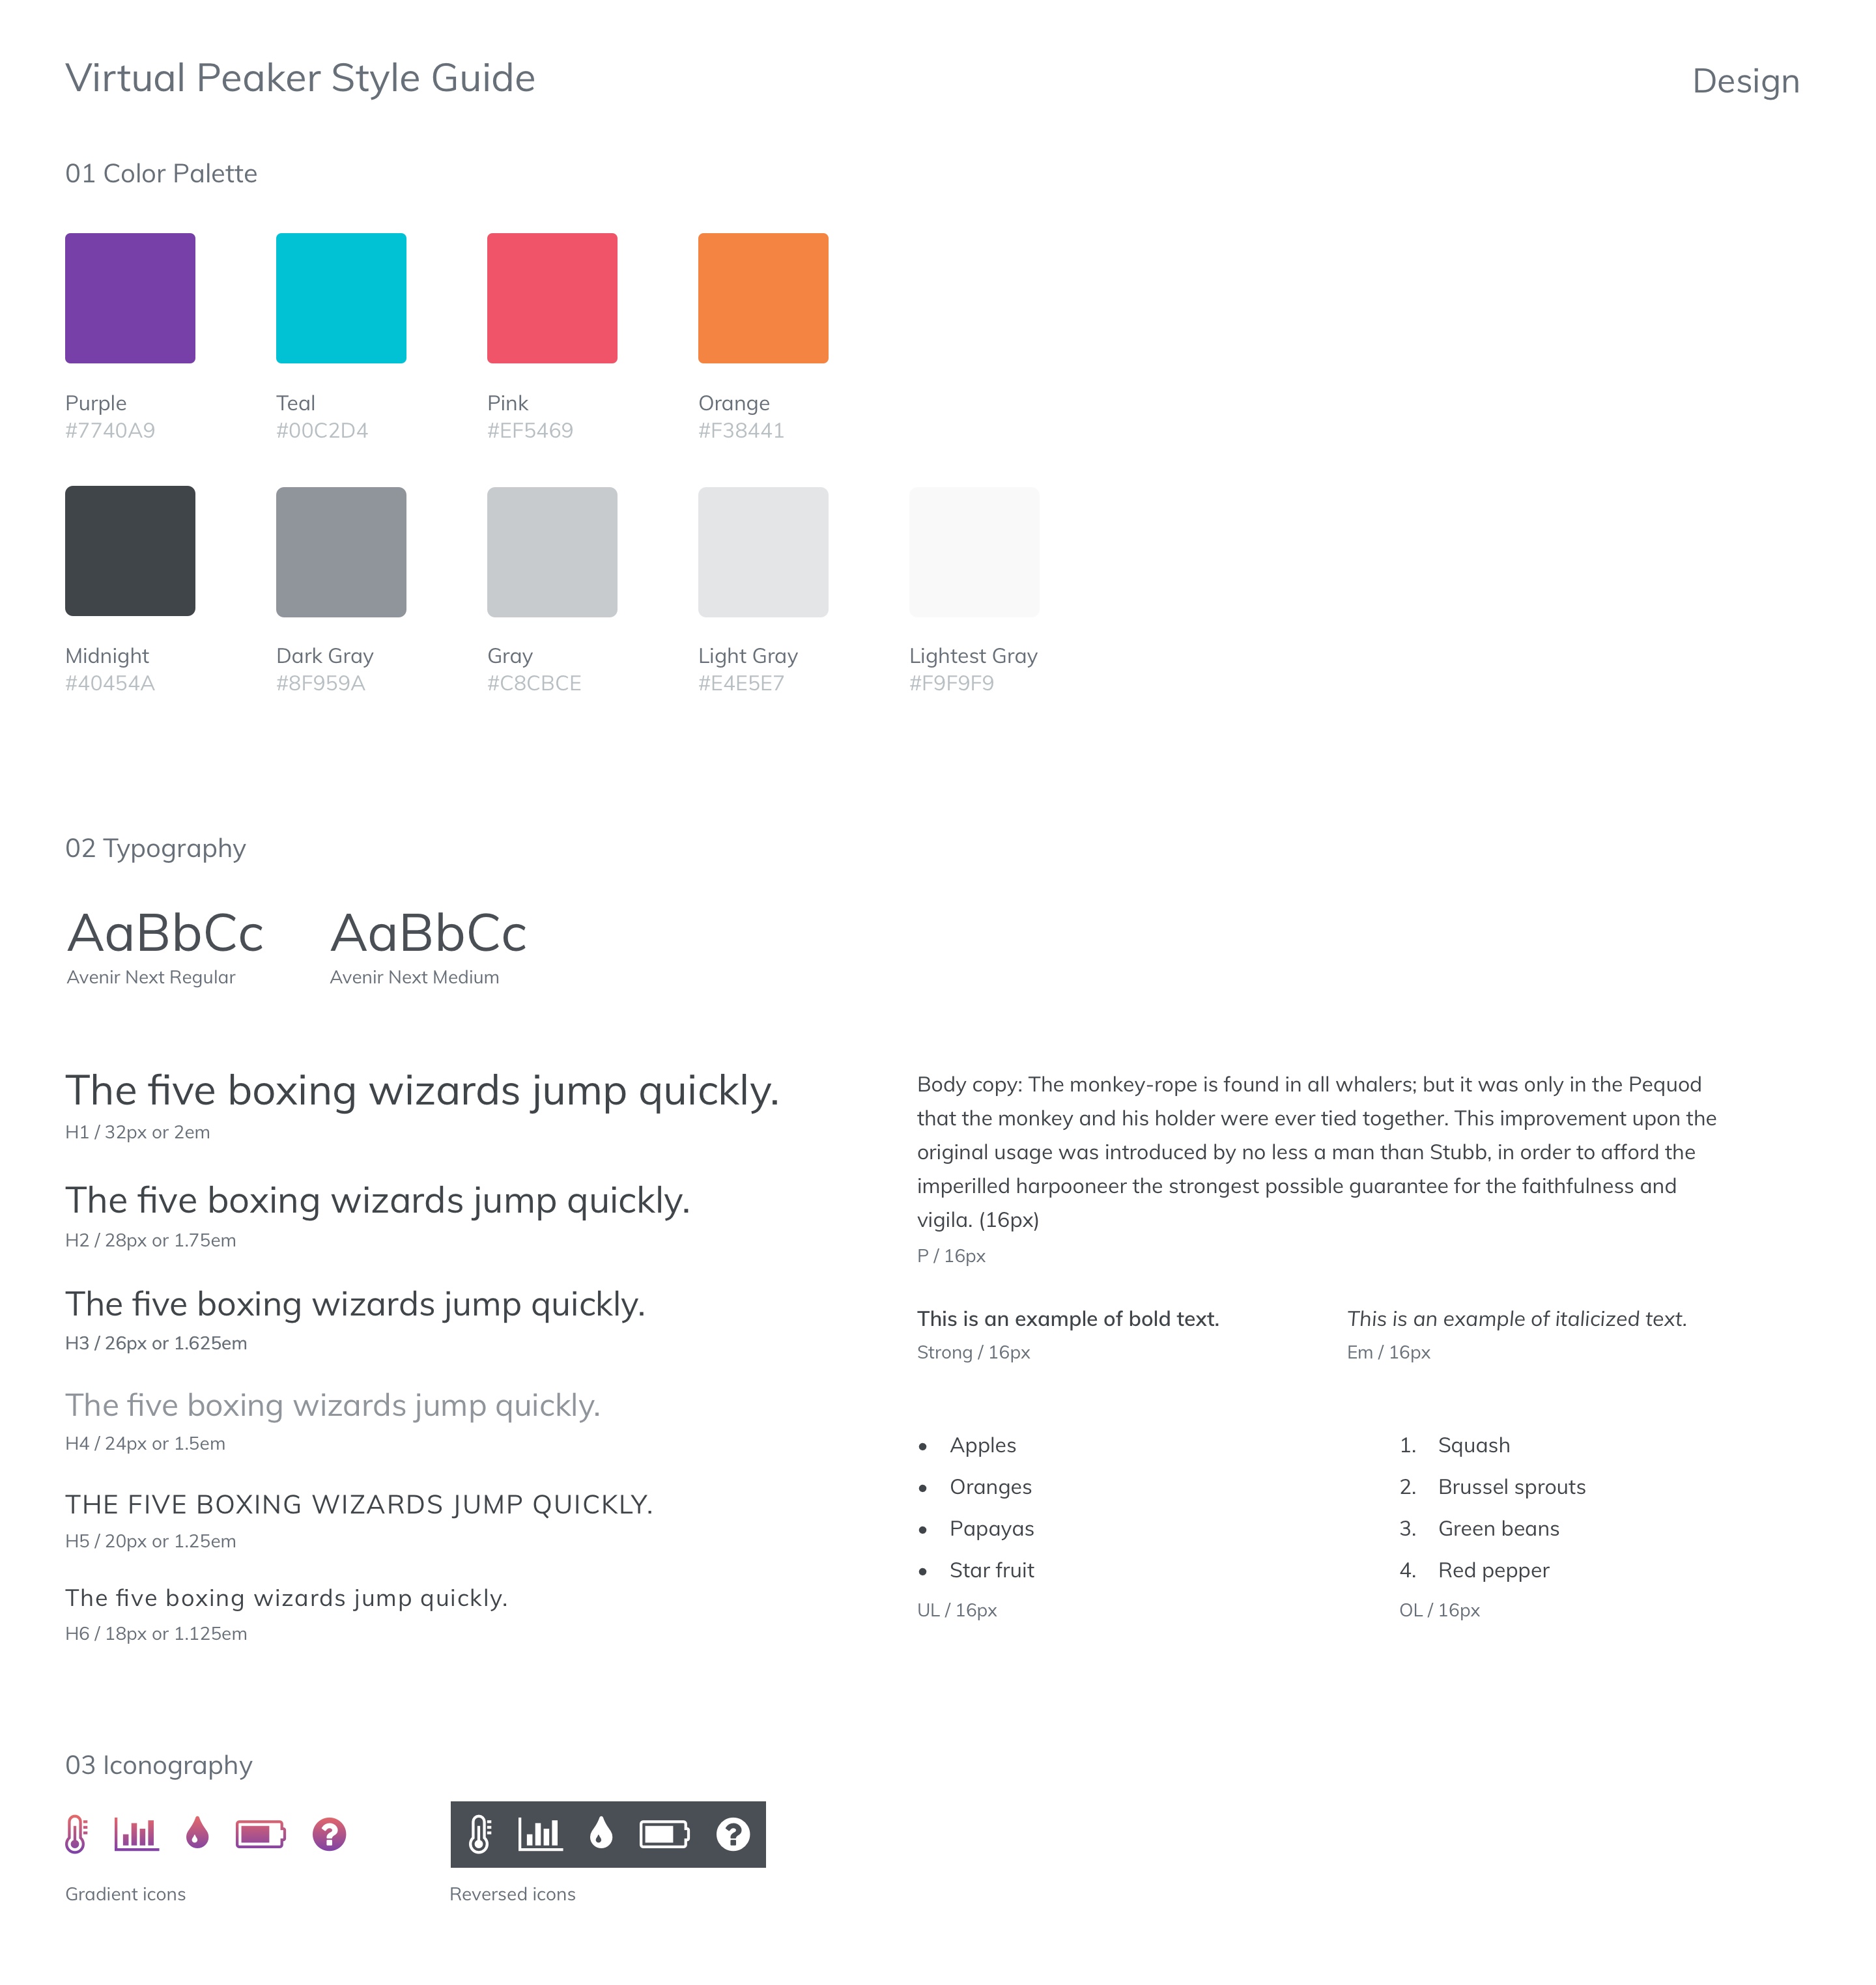 Virtual Peaker Style Guide
Design
01 Color Palette
Purple
#7740A9
Teal
#00C2D4
Pink
#EF5469
Orange
#F38441
Midnight
#40454A
Dark Gray
#8F959A
Gray
#C8CBCE
Light Gray
#E4E5E7
Lightest Gray
#F9F9F9
02 Typography
AaBbCc
Avenir Next Regular
AaBbCc
Avenir Next Medium
The five boxing wizards jump quickly.
H1 / 32px or 2em
The five boxing wizards jump quickly.
H2 / 28px or 1.75em
The five boxing wizards jump quickly.
H3 / 26px or 1.625em
The five boxing wizards jump quickly.
H4 / 24px or 1.5em
THE FIVE BOXING WIZARDS JUMP QUICKLY.
H5 / 20px or 1.25em
The five boxing wizards jump quickly.
H6 / 18px or 1.125em
Body copy: The monkey-rope is found in all whalers; but it was only in the Pequod
that the monkey and his holder were ever tied together. This improvement upon the
original usage was introduced by no less a man than Stubb, in order to afford the
imperilled harpooneer the strongest possible guarantee for the faithfulness and
vigila. (16px)
P / 16px
This is an example of bold text.
Strong / 16px
This is an example of italicized text.
Em / 16px
• Apples
• Oranges
• Papayas
• Star fruit
UL / 16px
1. Squash
2. Brussel sprouts
3. Green beans
4. Red pepper
OL / 16px
03 Iconography
?
Gradient icons
?
Reversed icons